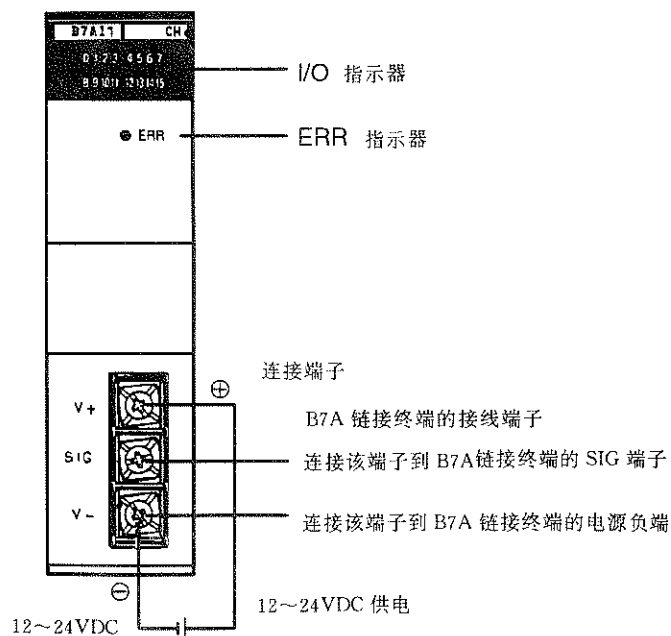 B7A11 CH
0 1 2 3 4 5 6 7
8 9 10 11 12 13 14 15
I/O 指示器
ERR
ERR 指示器
连接端子
V+
B7A 链接终端的接线端子
SIG
连接该端子到 B7A链接终端的 SIG 端子
V-
连接该端子到 B7A 链接终端的电源负端
12～24VDC 供电
12～24VDC